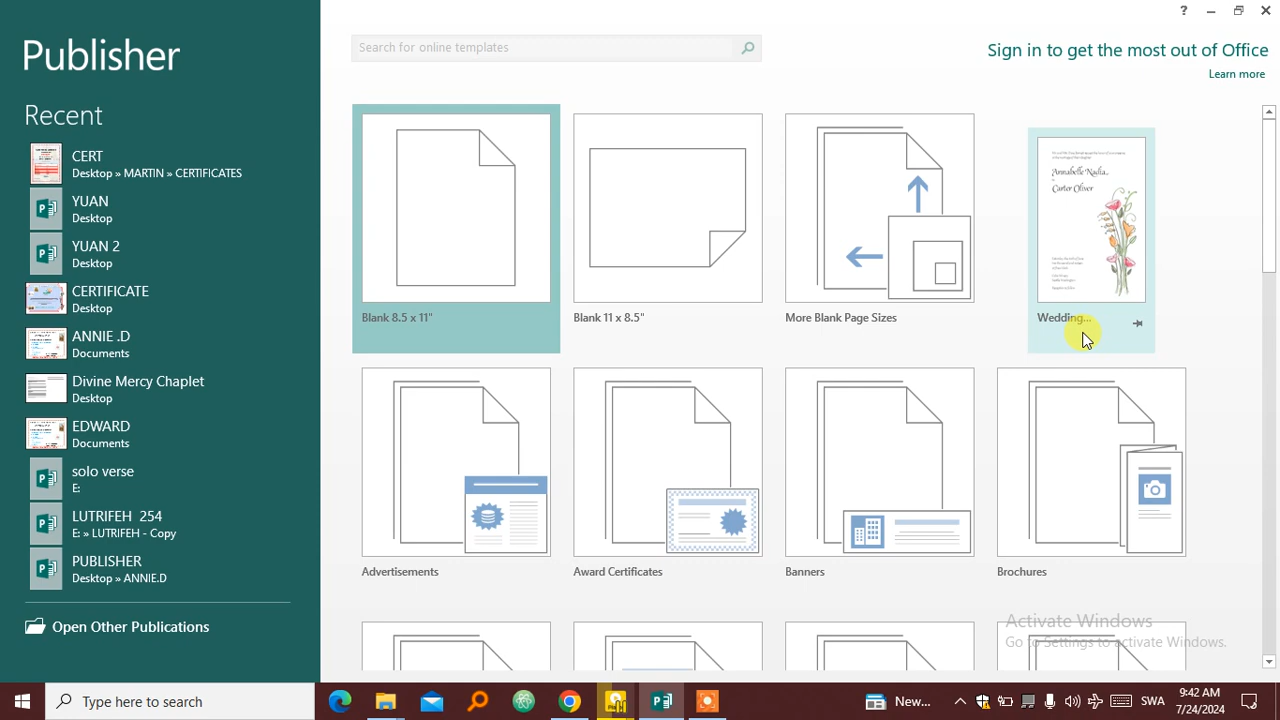 Publisher
Recent
CERT
Desktop » MARTIN » CERTIFICATES
YUAN
Desktop
YUAN 2
Desktop
CERTIFICATE
Desktop
ANNIE .D
Documents
Divine Mercy Chaplet
Desktop
EDWARD
Documents
solo verse
E:
LUTRIFEH 254
E: » LUTRIFEH - Copy
PUBLISHER
Desktop » ANNIE.D
Open Other Publications
?
Search for online templates
Sign in to get the most out of Office
Learn more
Blank 8.5 x 11"
Blank 11 x 8.5"
More Blank Page Sizes
Annabelle Nadia
Carter Oliver
Wedding...
Advertisements
Award Certificates
Banners
Brochures
Activate Windows
Go to Settings to activate Windows.
Type here to search
New...
SWA
9:42 AM
7/24/2024